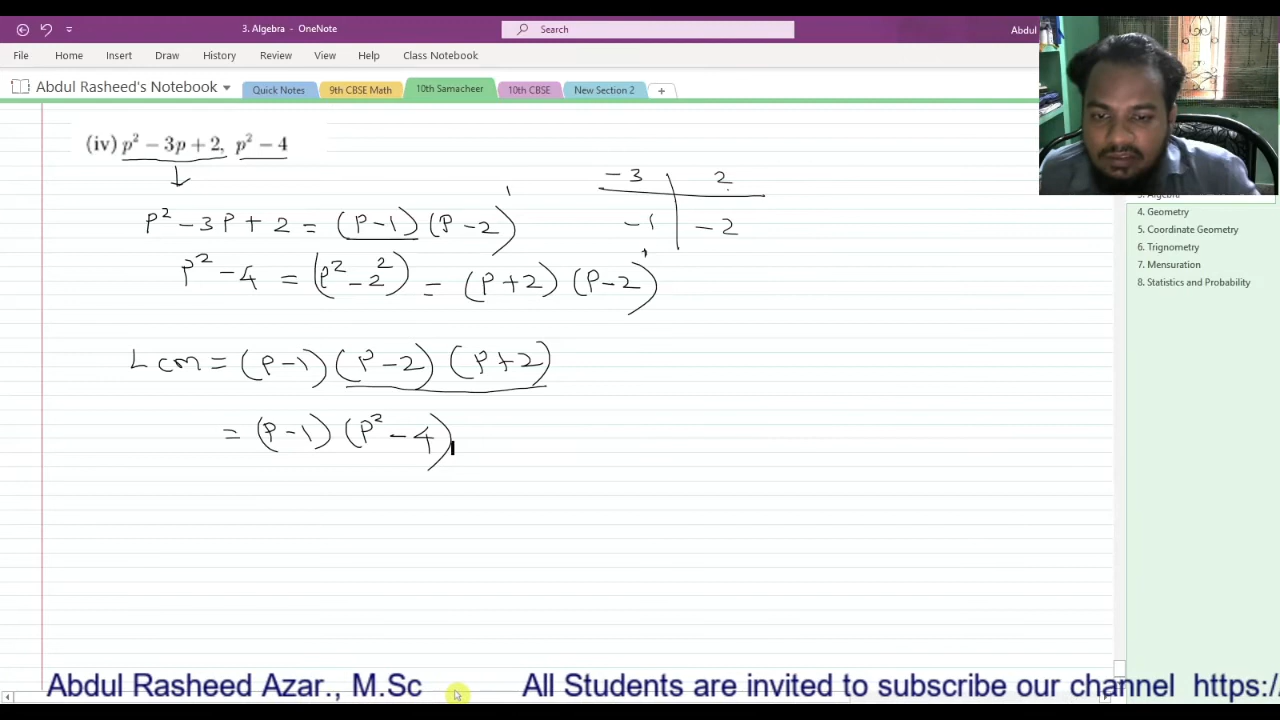 3. Algebra - OneNote
Search
Abdul
File Home Insert Draw History Review View Help Class Notebook
Abdul Rasheed's Notebook
Quick Notes 9th CBSE Math 10th Samacheer 10th CBSE New Section 2 +
(iv) p² − 3p + 2, p² − 4
-3 | 2
-1 | -2
P² - 3P + 2 = (P-1) (P-2)¹
P² - 4 = (P² - 2²) = (P+2) (P-2)¹
Lcm = (P-1) (P-2) (P+2)
= (P-1) (P² - 4)
3. Algebra
4. Geometry
5. Coordinate Geometry
6. Trignometry
7. Mensuration
8. Statistics and Probability
Abdul Rasheed Azar., M.Sc All Students are invited to subscribe our channel https:/